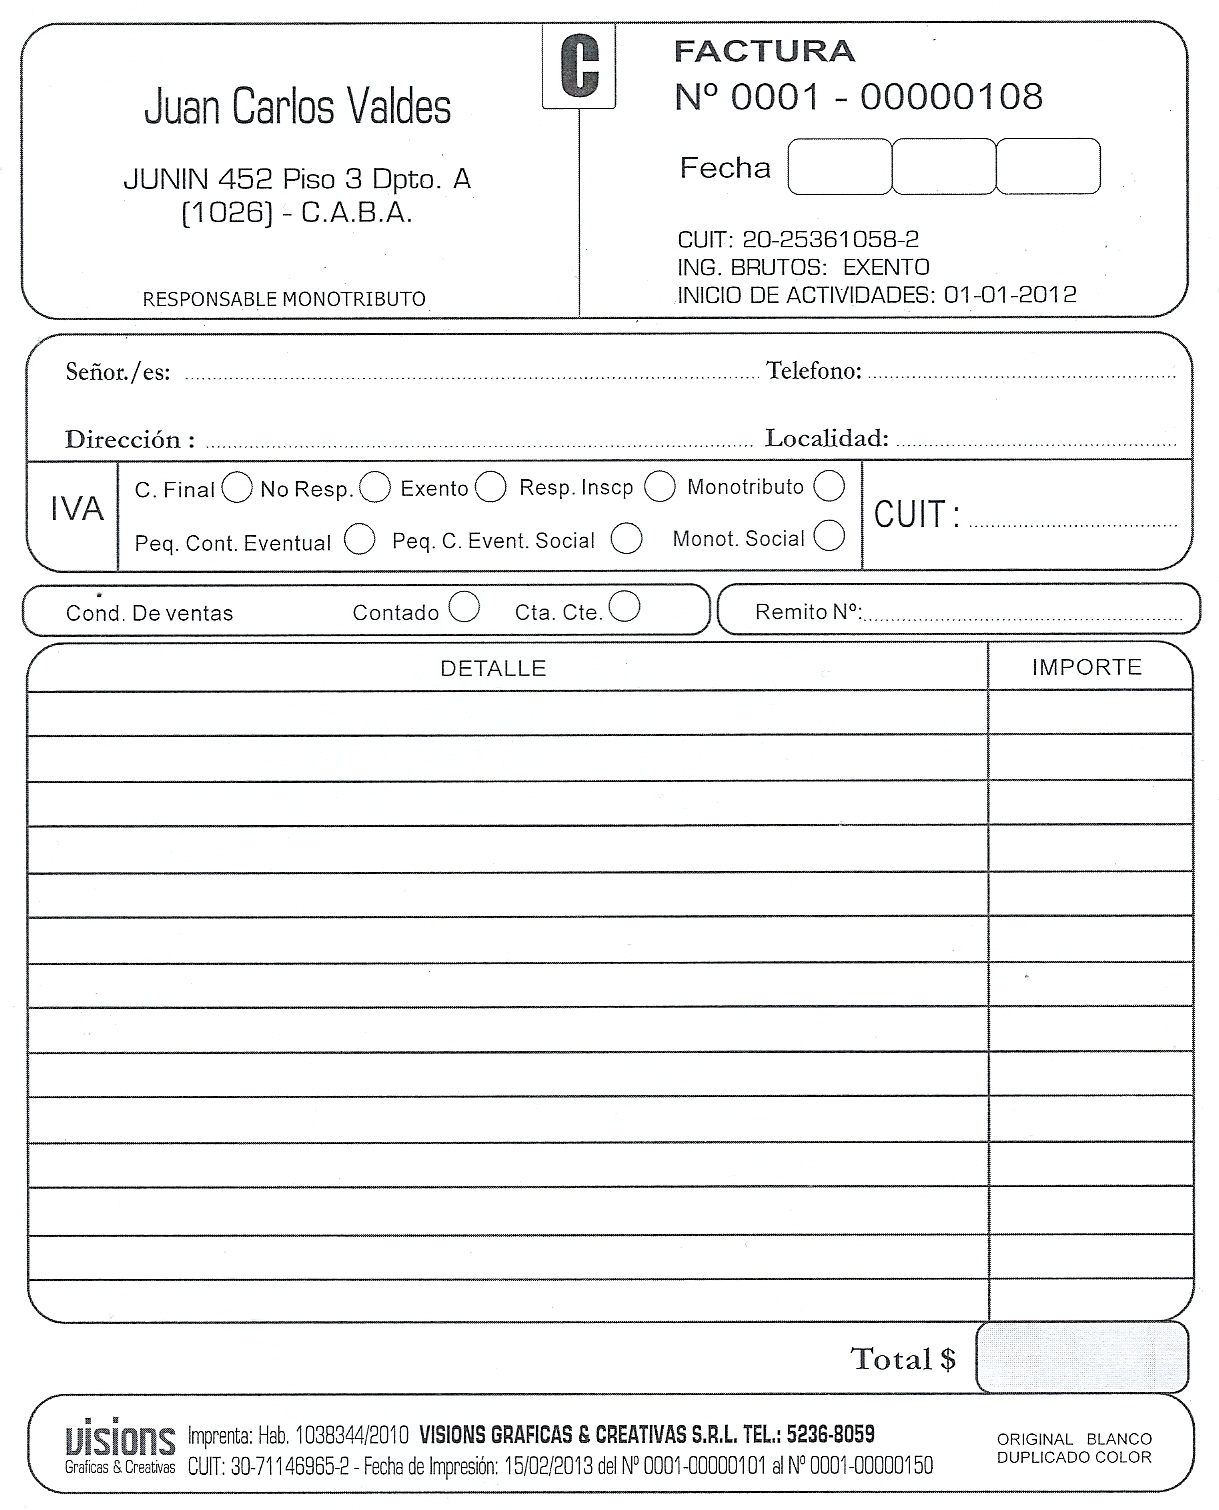 C
Juan Carlos Valdes
JUNIN 452 Piso 3 Dpto. A
(1026) - C.A.B.A.
RESPONSABLE MONOTRIBUTO
FACTURA
Nº 0001 - 00000108
Fecha
CUIT: 20-25361058-2
ING. BRUTOS: EXENTO
INICIO DE ACTIVIDADES: 01-01-2012
Señor./es: Telefono:
Dirección : Localidad:
IVA
C. Final No Resp. Exento Resp. Inscp Monotributo
Peq. Cont. Eventual Peq. C. Event. Social Monot. Social
CUIT :
Cond. De ventas Contado Cta. Cte. Remito Nº:
DETALLE IMPORTE
Total $
visions
Graficas & Creativas
Imprenta: Hab. 1038344/2010 VISIONS GRAFICAS & CREATIVAS S.R.L. TEL.: 5236-8059
CUIT: 30-71146965-2 - Fecha de Impresión: 15/02/2013 del Nº 0001-00000101 al Nº 0001-00000150
ORIGINAL BLANCO
DUPLICADO COLOR